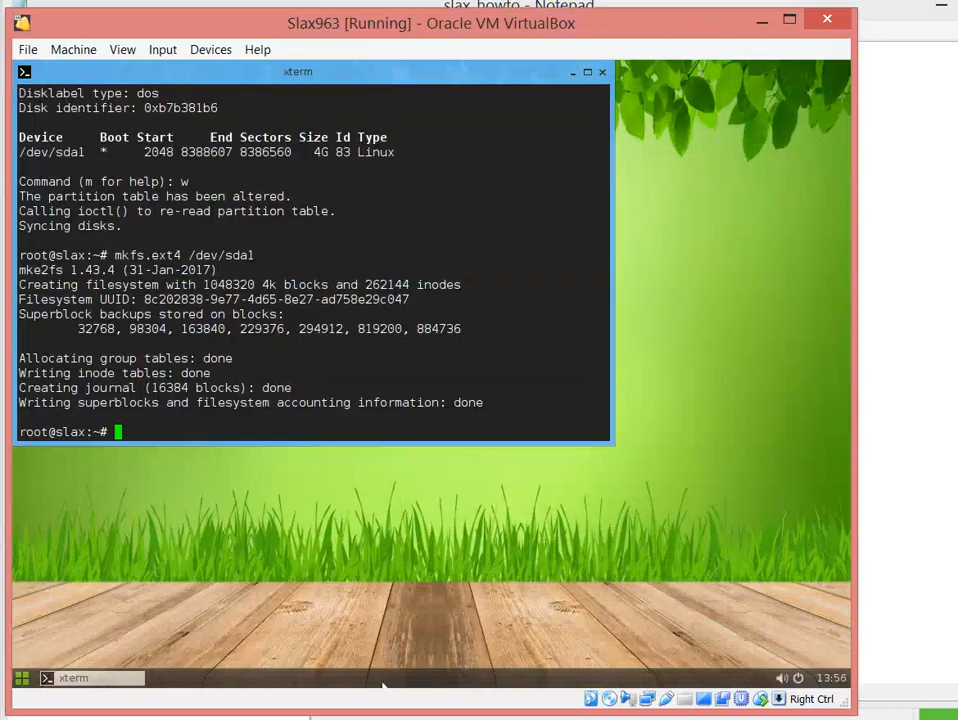 slax_howto - Notepad
Slax963 [Running] - Oracle VM VirtualBox
File Machine View Input Devices Help
xterm
Disklabel type: dos
Disk identifier: 0xb7b381b6
Device Boot Start End Sectors Size Id Type
/dev/sda1 * 2048 8388607 8386560 4G 83 Linux
Command (m for help): w
The partition table has been altered.
Calling ioctl() to re-read partition table.
Syncing disks.
root@slax:~# mkfs.ext4 /dev/sda1
mke2fs 1.43.4 (31-Jan-2017)
Creating filesystem with 1048320 4k blocks and 262144 inodes
Filesystem UUID: 8c202838-9e77-4d65-8e27-ad758e29c047
Superblock backups stored on blocks:
32768, 98304, 163840, 229376, 294912, 819200, 884736
Allocating group tables: done
Writing inode tables: done
Creating journal (16384 blocks): done
Writing superblocks and filesystem accounting information: done
root@slax:~#
xterm
13:56
Right Ctrl